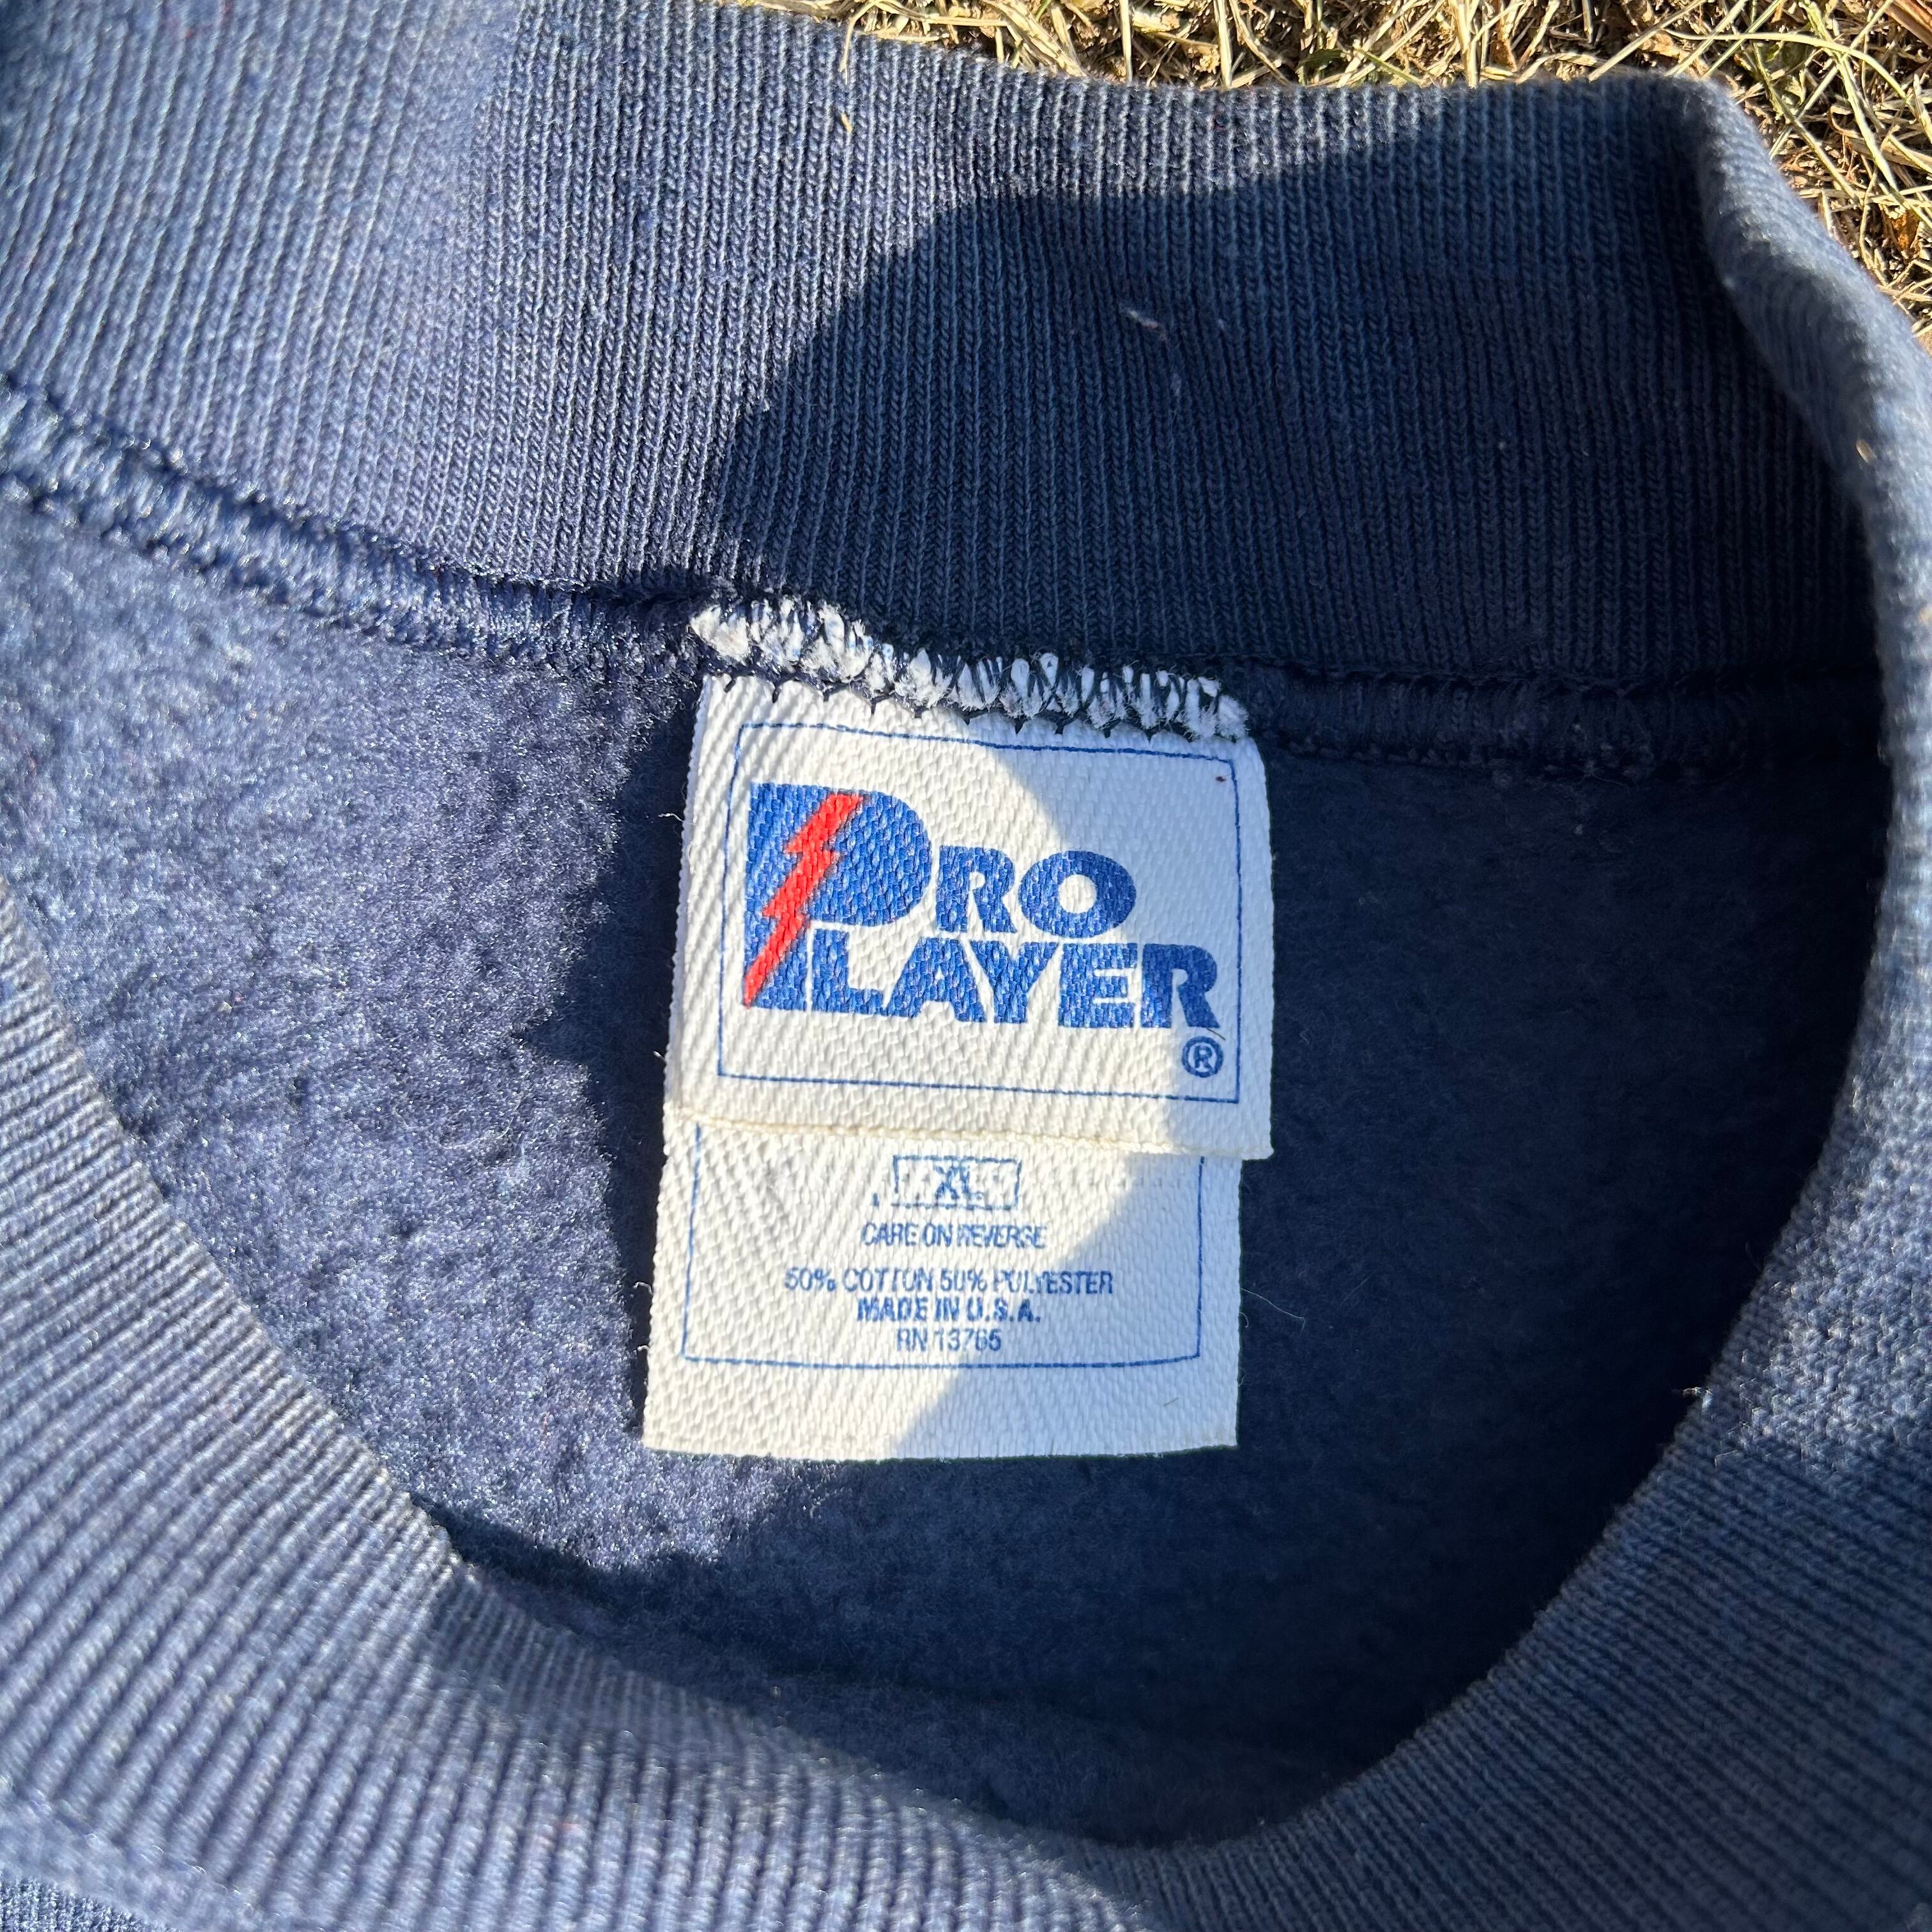 PRO
PLAYER®
XL
CARE ON REVERSE
50% COTTON 50% POLYESTER
MADE IN U.S.A.
RN 13765